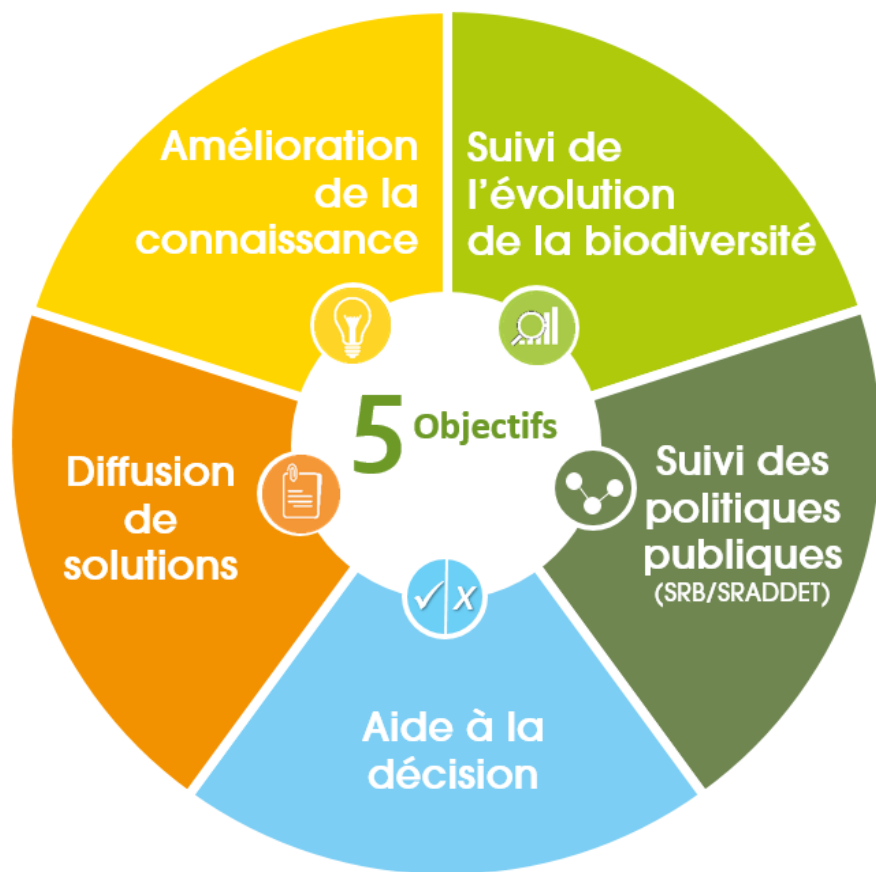 5 Objectifs
Amélioration
de la
connaissance
Suivi de
l’évolution
de la biodiversité
Suivi des
politiques
publiques
(SRB/SRADDET)
Aide à la
décision
Diffusion
de
solutions
✓ X